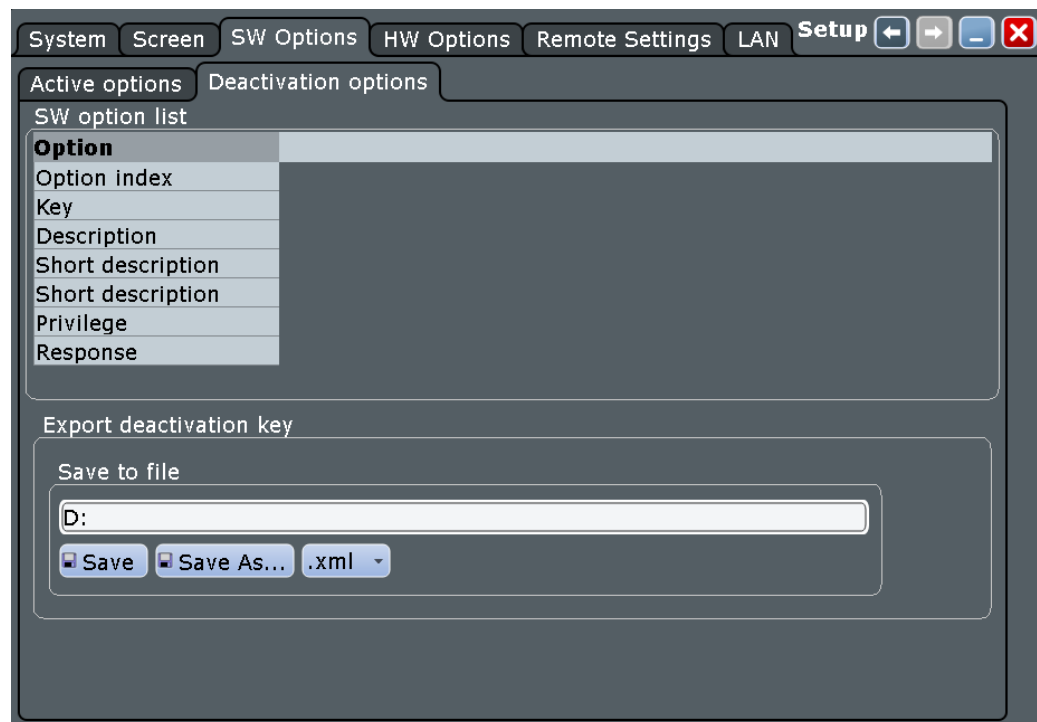 System Screen SW Options HW Options Remote Settings LAN Setup
Active options Deactivation options
SW option list
Option
Option index
Key
Description
Short description
Short description
Privilege
Response
Export deactivation key
Save to file
D:
Save Save As... .xml